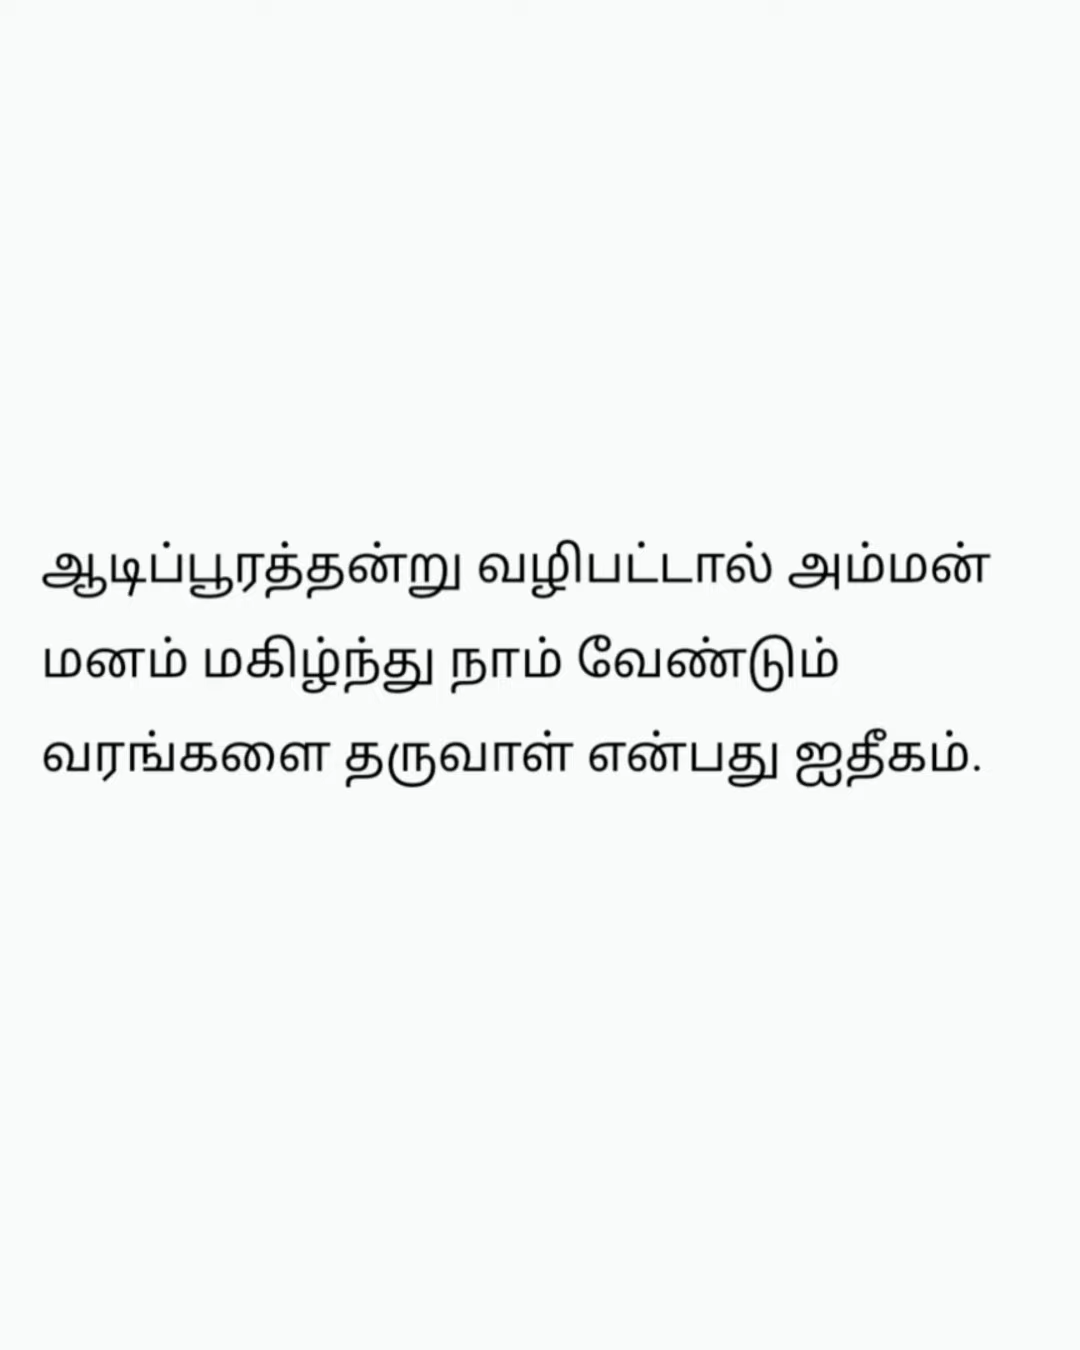 ஆடிப்பூரத்தன்று வழிபட்டால் அம்மன்
மனம் மகிழ்ந்து நாம் வேண்டும்
வரங்களை தருவாள் என்பது ஐதீகம்.